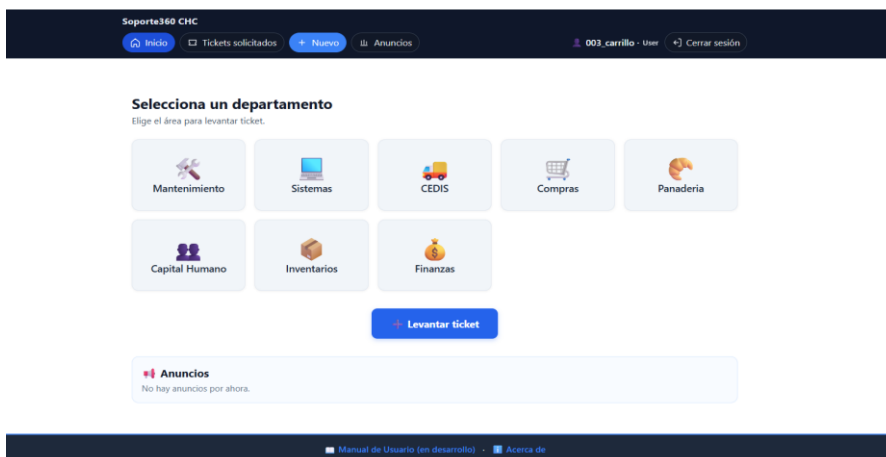 Soporte360 CHC
Inicio Tickets solicitados + Nuevo Anuncios 003_carrillo - User Cerrar sesión
Selecciona un departamento
Elige el área para levantar ticket.
Mantenimiento Sistemas CEDIS Compras Panaderia
Capital Humano Inventarios Finanzas
+ Levantar ticket
Anuncios
No hay anuncios por ahora.
Manual de Usuario (en desarrollo) • Acerca de